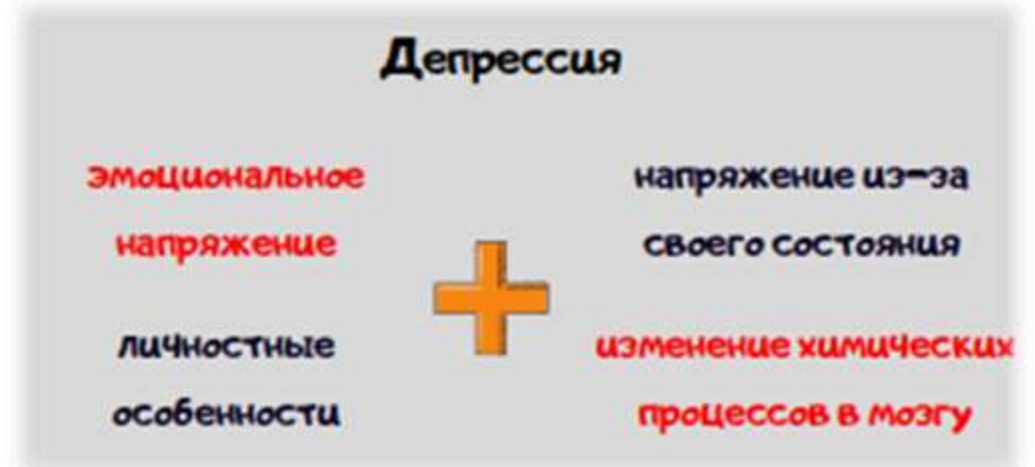 Депрессия
эмоциональное
напряжение
личностные
особенности
напряжение из-за
своего состояния
изменение химических
процессов в мозгу